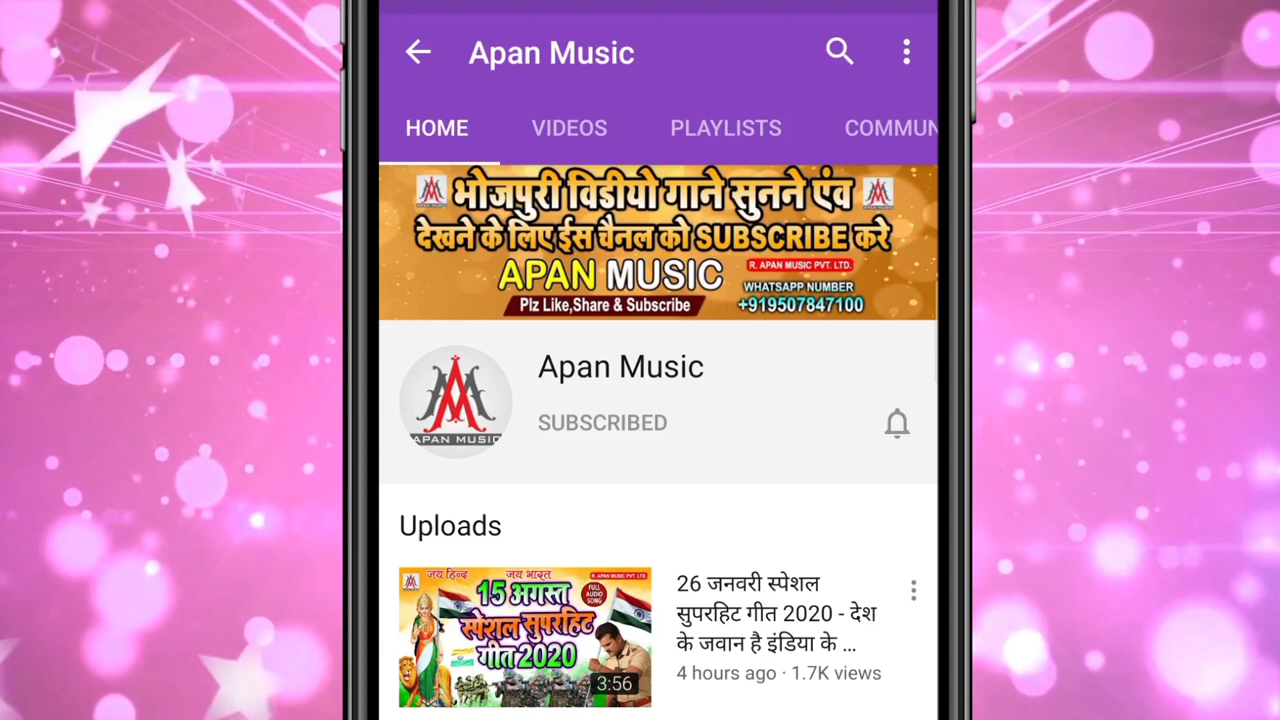 Apan Music
HOME VIDEOS PLAYLISTS COMMUN
भोजपुरी विडीयो गाने सुनने एंव
देखने के लिए ईस चैनल को SUBSCRIBE करे
APAN MUSIC
R. APAN MUSIC PVT. LTD.
WHATSAPP NUMBER
Plz Like,Share & Subscribe
+919507847100
Apan Music
SUBSCRIBED
APAN MUSIC
Uploads
जय हिन्द जय भारत
R. APAN MUSIC PVT. LTD
15 अगस्त
FULL
AUDIO
SONG
स्पेशल सुपरहिट
गीत 2020
3:56
26 जनवरी स्पेशल
सुपरहिट गीत 2020 - देश
के जवान है इंडिया के ...
4 hours ago · 1.7K views